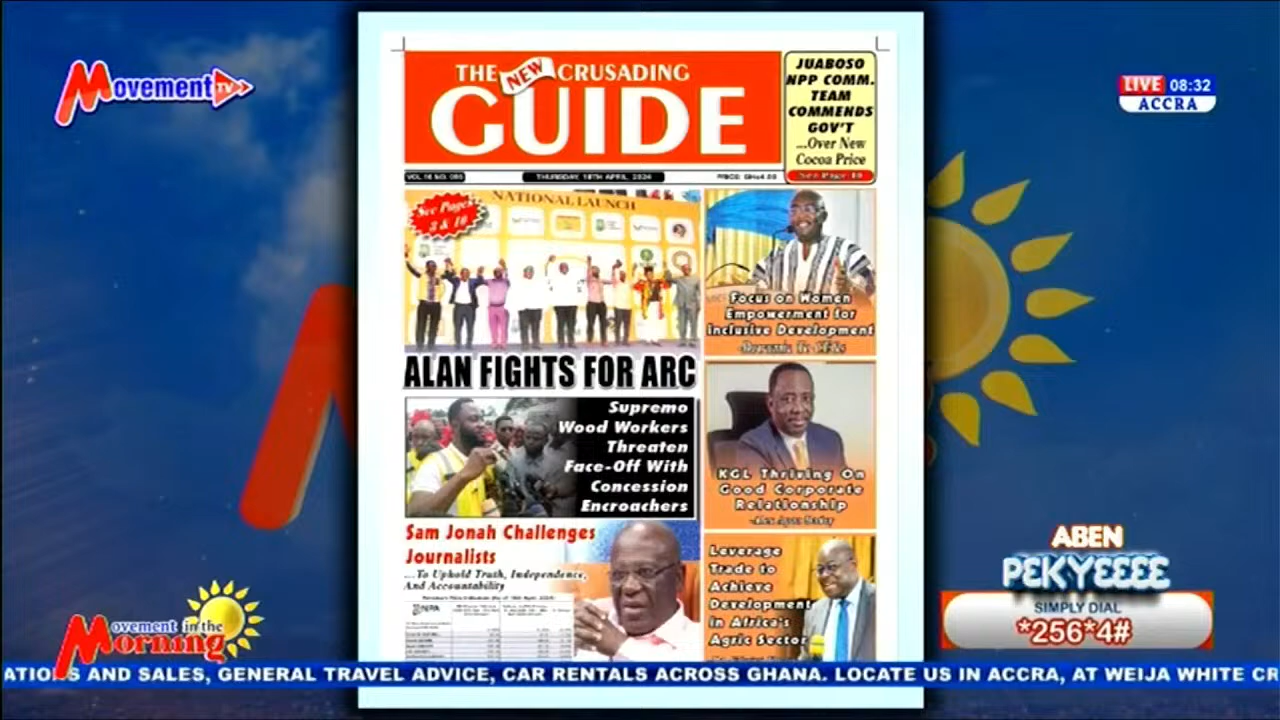 Movement TV
LIVE 08:32
ACCRA
THE NEW CRUSADING
GUIDE
JUABOSO
NPP COMM.
TEAM
COMMENDS
GOV'T
...Over New
Cocoa Price
See Page 10
THURSDAY, 18TH APRIL, 2024
See Pages
NATIONAL LAUNCH
ALAN FIGHTS FOR ARC
Focus on Women
Empowerment for
Inclusive Development
Supremo
Wood Workers
Threaten
Face-Off With
Concession
Encroachers
KGL Thriving On
Good Corporate
Relationship
Sam Jonah Challenges
Journalists
...To Uphold Truth, Independence,
And Accountability
NPA
Leverage
Trade to
Achieve
Development
in Africa's
Agric Sector
ABEN
PEKYEEEE
SIMPLY DIAL
*256*4#
Movement in the
Morning
ATIONS AND SALES, GENERAL TRAVEL ADVICE, CAR RENTALS ACROSS GHANA. LOCATE US IN ACCRA, AT WEIJA WHITE CR